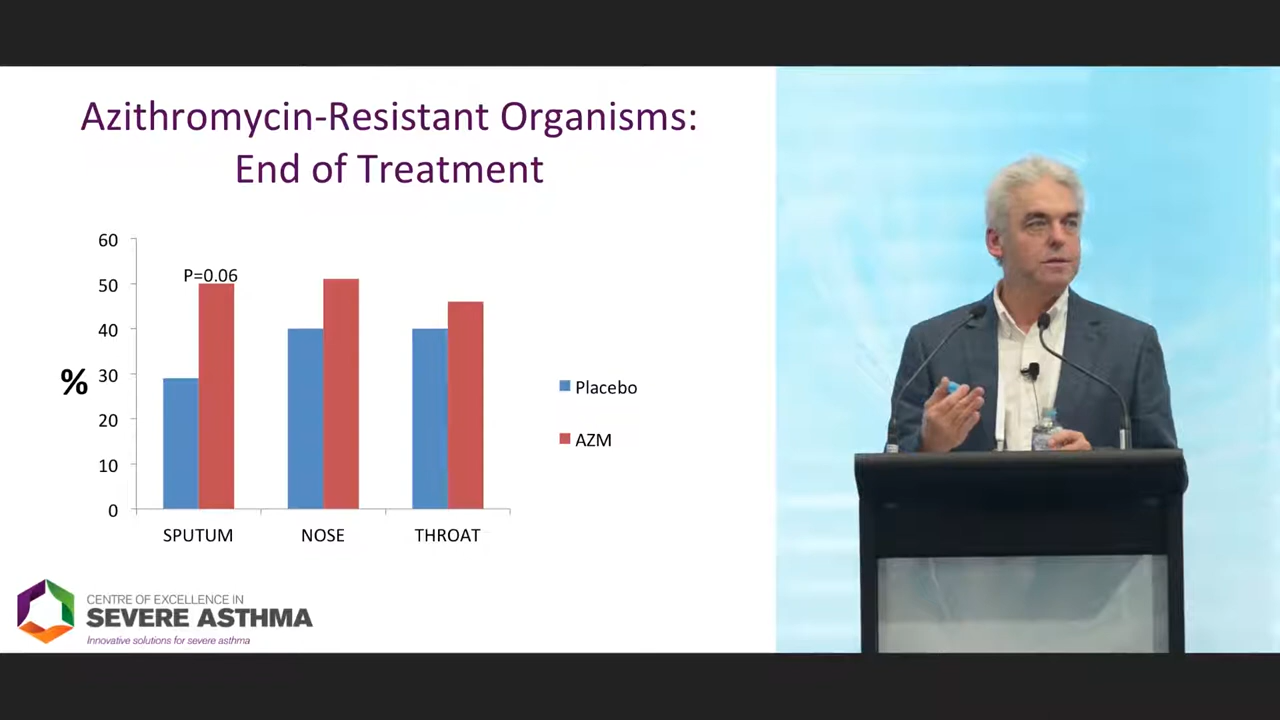 Azithromycin-Resistant Organisms:
End of Treatment
60
50
40
30
20
10
0
%
P=0.06
SPUTUM
NOSE
THROAT
Placebo
AZM
CENTRE OF EXCELLENCE IN
SEVERE ASTHMA
Innovative solutions for severe asthma